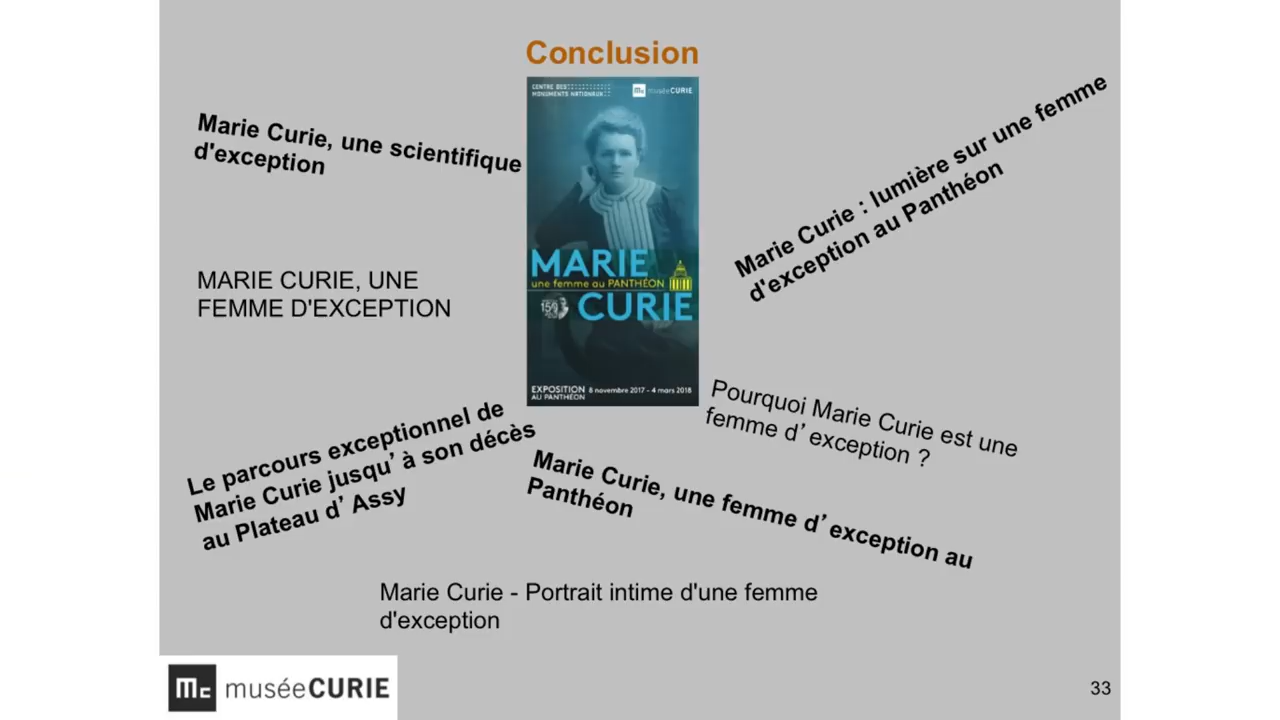 Conclusion
CENTRE DES
MONUMENTS NATIONAUX
Mc muséeCURIE
MARIE
une femme au PANTHÉON
CURIE
EXPOSITION 8 novembre 2017 - 4 mars 2018
AU PANTHÉON
Marie Curie, une scientifique
d'exception
Marie Curie : lumière sur une femme
d'exception au Panthéon
MARIE CURIE, UNE
FEMME D'EXCEPTION
Pourquoi Marie Curie est une
femme d’ exception ?
Le parcours exceptionnel de
Marie Curie jusqu’ à son décès
au Plateau d’ Assy
Marie Curie, une femme d’ exception au
Panthéon
Marie Curie - Portrait intime d'une femme
d'exception
Mc muséeCURIE
33